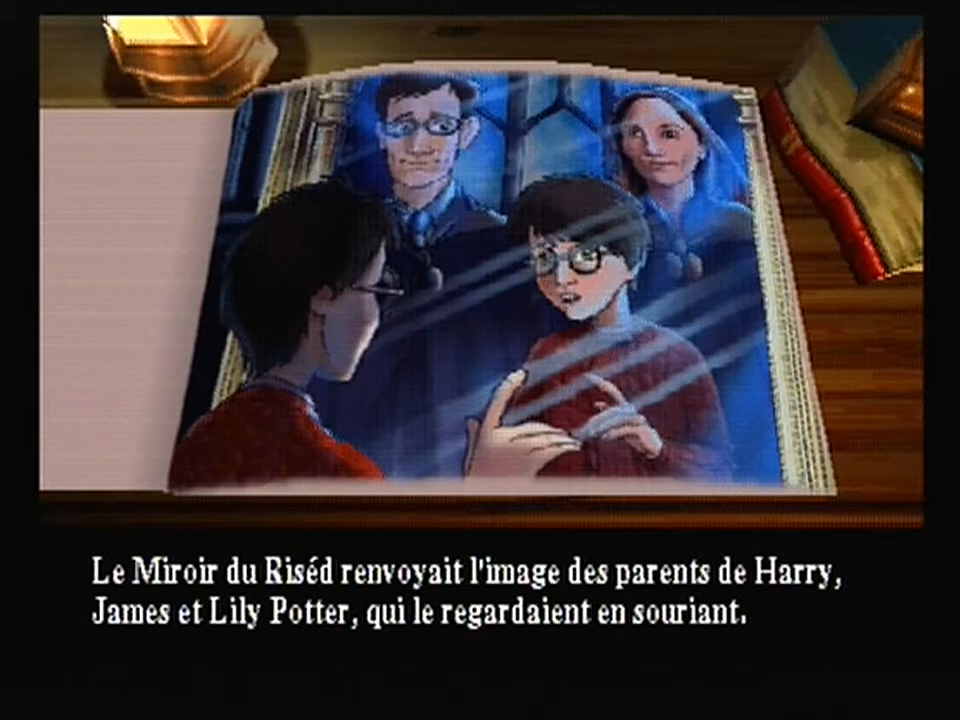 Le Miroir du Riséd renvoyait l'image des parents de Harry,
James et Lily Potter, qui le regardaient en souriant.